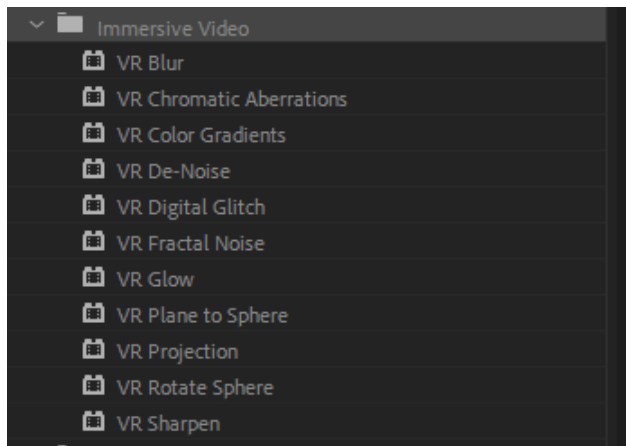 Immersive Video
VR Blur
VR Chromatic Aberrations
VR Color Gradients
VR De-Noise
VR Digital Glitch
VR Fractal Noise
VR Glow
VR Plane to Sphere
VR Projection
VR Rotate Sphere
VR Sharpen